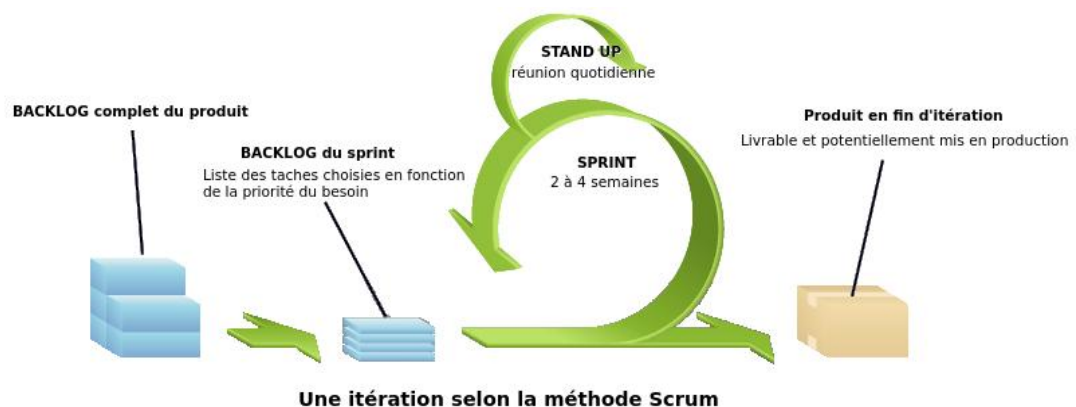 STAND UP
réunion quotidienne
BACKLOG complet du produit
Produit en fin d'itération
Livrable et potentiellement mis en production
BACKLOG du sprint
Liste des taches choisies en fonction
de la priorité du besoin
SPRINT
2 à 4 semaines
Une itération selon la méthode Scrum